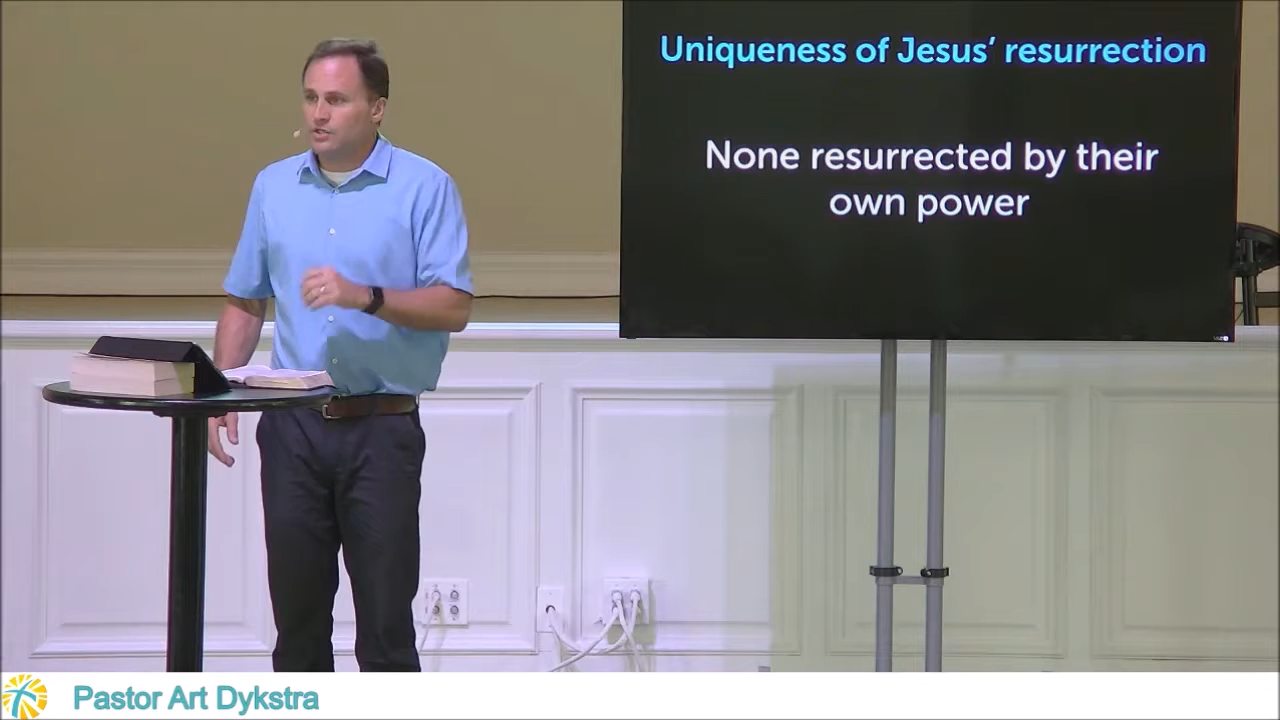 Uniqueness of Jesus’ resurrection
None resurrected by their
own power
Pastor Art Dykstra